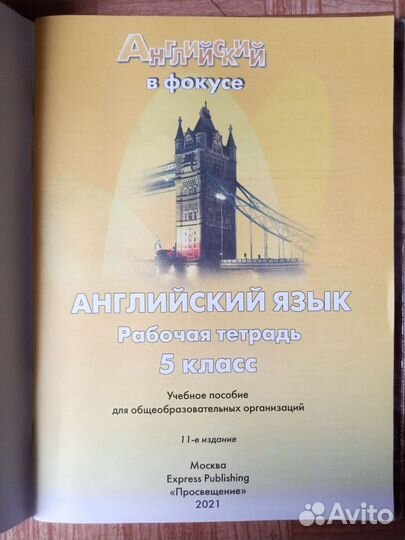 Английский
в фокусе
АНГЛИЙСКИЙ ЯЗЫК
Рабочая тетрадь
5 класс
Учебное пособие
для общеобразовательных организаций
11-е издание
Москва
Express Publishing
«Просвещение»
2021
Avito